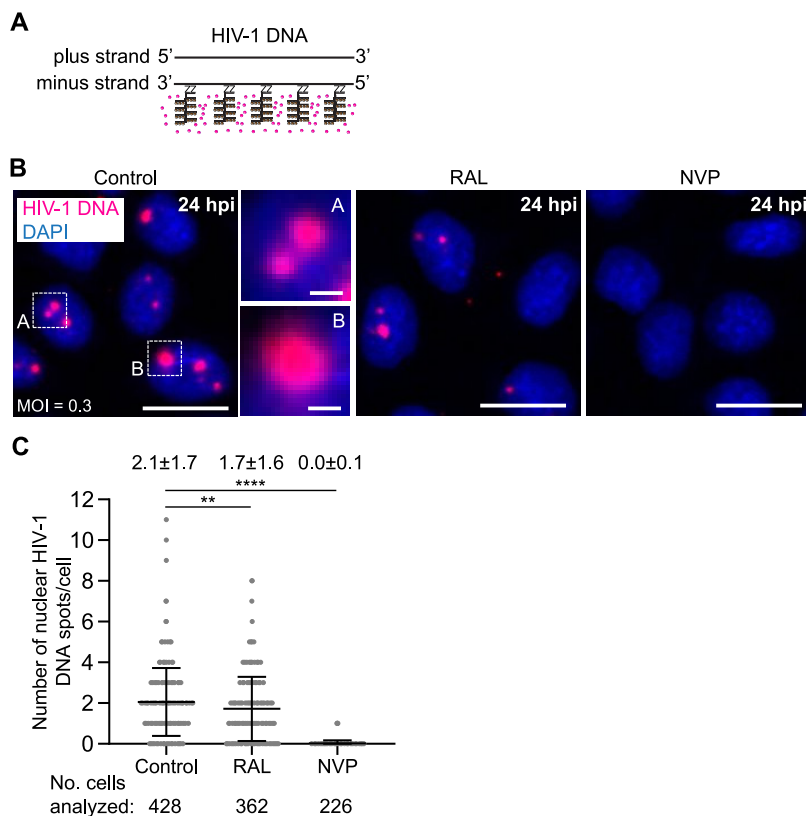 A
HIV-1 DNA
plus strand 5’ 3’
minus strand 3’ 5’
B
Control RAL NVP
HIV-1 DNA
DAPI
24 hpi
A
24 hpi
24 hpi
A
B
B
MOI = 0.3
C
2.1±1.7 1.7±1.6 0.0±0.1
****
**
Number of nuclear HIV-1
DNA spots/cell
12
10
8
6
4
2
0
Control RAL NVP
No. cells
analyzed: 428 362 226